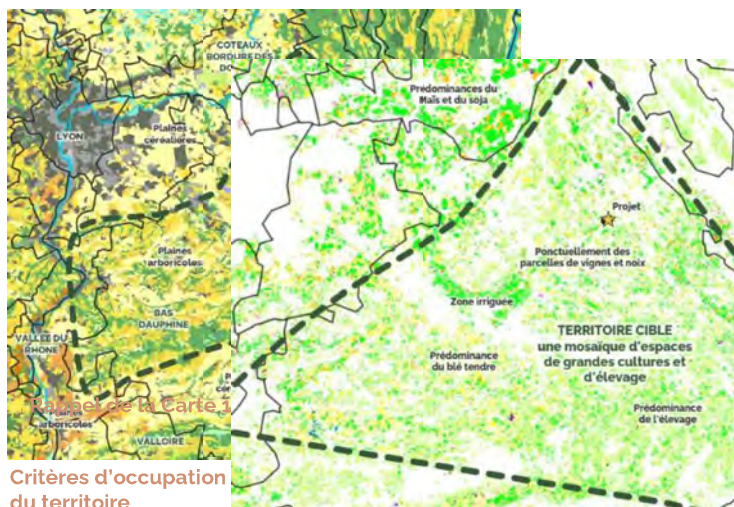 COTEAUX
BORDURE DES
LYON
Plaines
céréalières
Plaines
arboricoles
BAS
DAUPHINE
VALLEE DU
RHONE
Rappel de la Carte 1
arboricoles
VALLOIRE
Critères d'occupation
du territoire
Prédominances du
Maïs et du soja
Projet
Ponctuellement des
parcelles de vignes et noix
Zone irriguée
TERRITOIRE CIBLE
une mosaïque d'espaces
de grandes cultures et
d'élevage
Prédominance
du blé tendre
Prédominance
de l'élevage